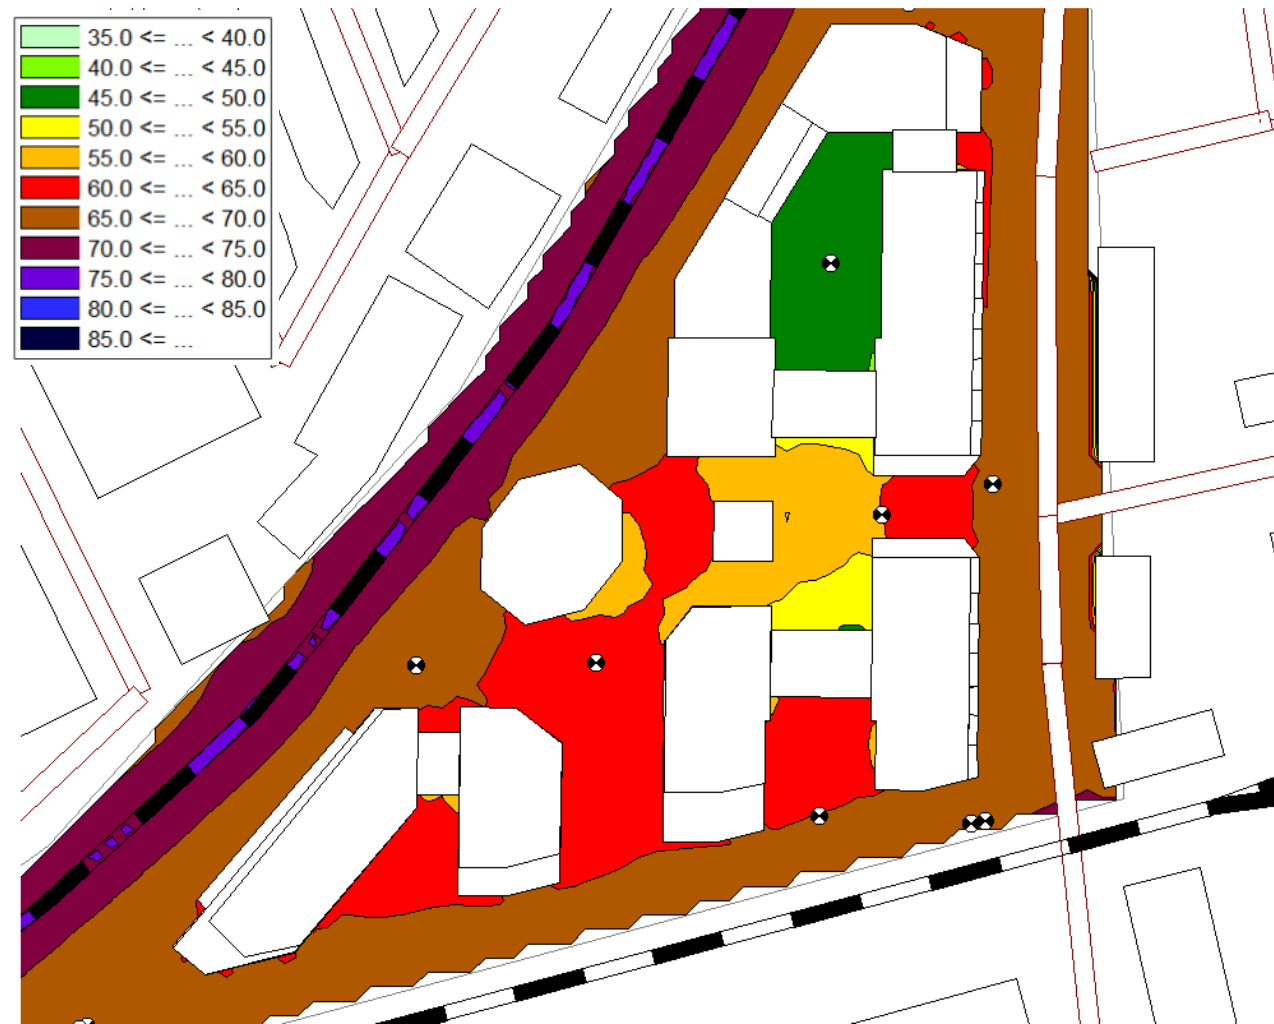 35.0 <= ... < 40.0
40.0 <= ... < 45.0
45.0 <= ... < 50.0
50.0 <= ... < 55.0
55.0 <= ... < 60.0
60.0 <= ... < 65.0
65.0 <= ... < 70.0
70.0 <= ... < 75.0
75.0 <= ... < 80.0
80.0 <= ... < 85.0
85.0 <= ...